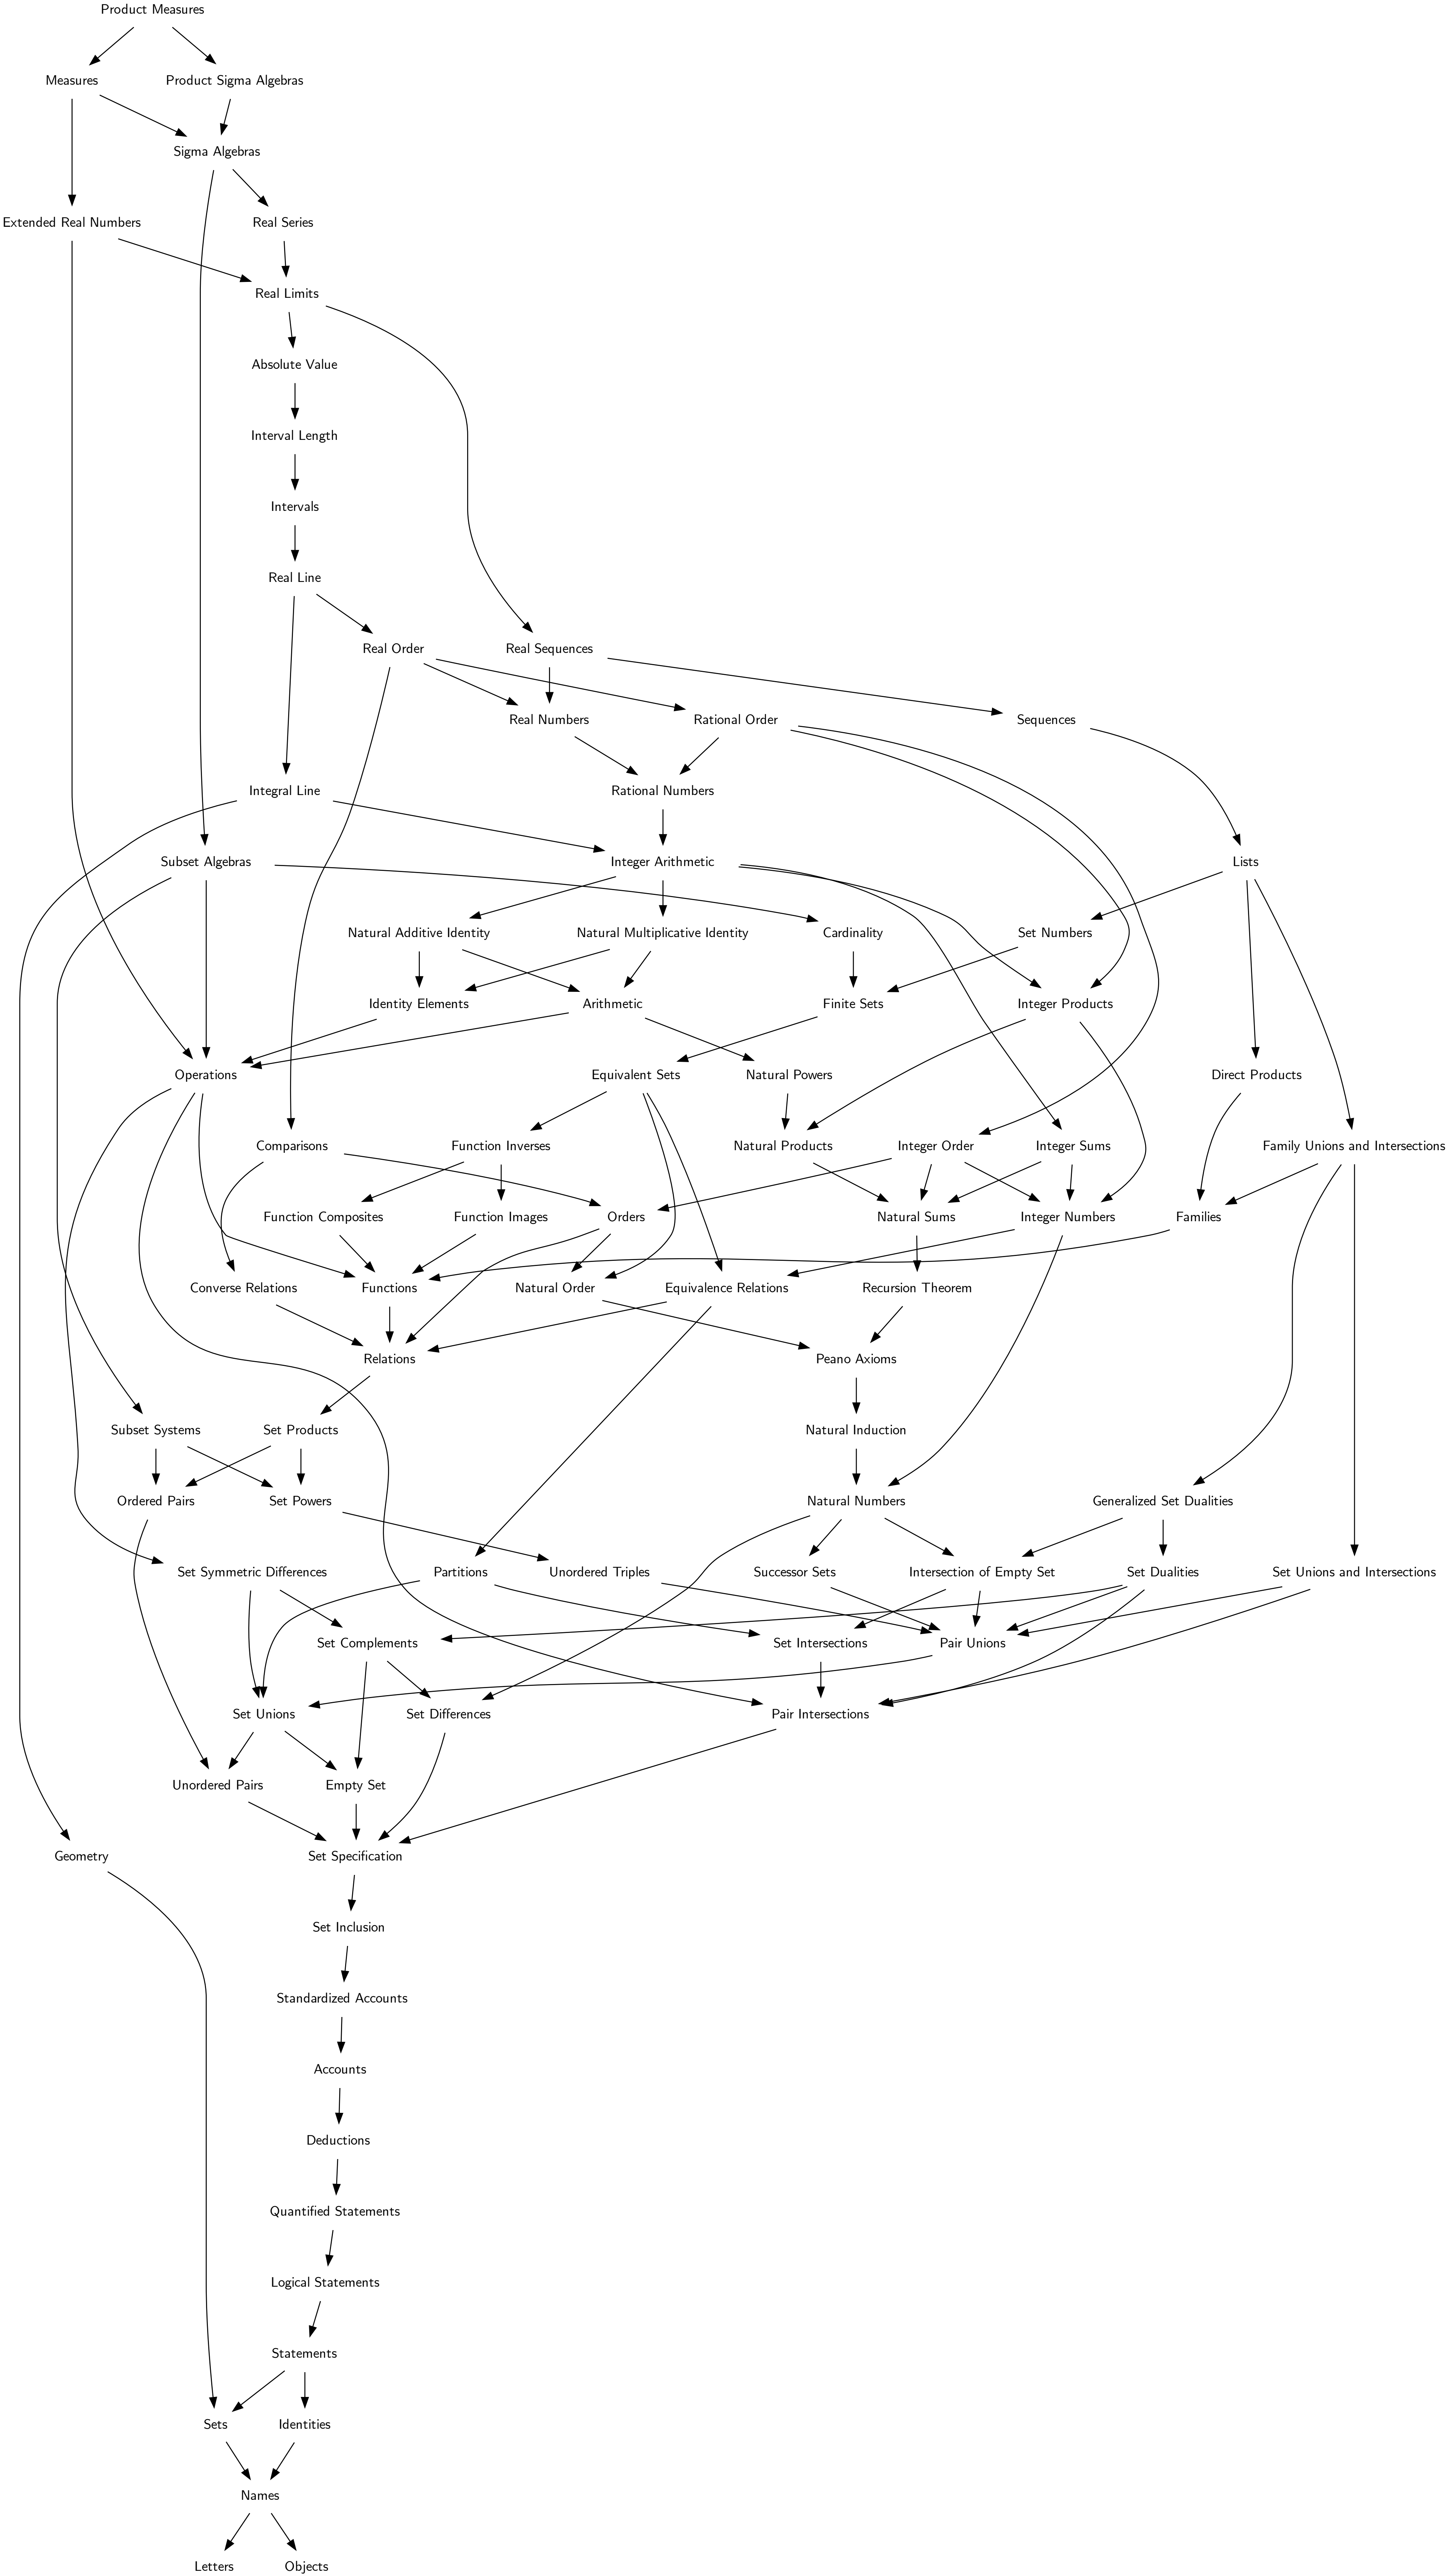 Product Measures
Measures
Product Sigma Algebras
Sigma Algebras
Extended Real Numbers
Real Series
Real Limits
Absolute Value
Interval Length
Intervals
Real Line
Real Order
Real Sequences
Real Numbers
Rational Order
Sequences
Integral Line
Rational Numbers
Subset Algebras
Integer Arithmetic
Lists
Natural Additive Identity
Natural Multiplicative Identity
Cardinality
Set Numbers
Identity Elements
Arithmetic
Finite Sets
Integer Products
Operations
Equivalent Sets
Natural Powers
Direct Products
Comparisons
Function Inverses
Natural Products
Integer Order
Integer Sums
Family Unions and Intersections
Function Composites
Function Images
Orders
Natural Sums
Integer Numbers
Families
Converse Relations
Functions
Natural Order
Equivalence Relations
Recursion Theorem
Relations
Peano Axioms
Subset Systems
Set Products
Natural Induction
Ordered Pairs
Set Powers
Natural Numbers
Generalized Set Dualities
Set Symmetric Differences
Partitions
Unordered Triples
Successor Sets
Intersection of Empty Set
Set Dualities
Set Unions and Intersections
Set Complements
Set Intersections
Pair Unions
Set Unions
Set Differences
Pair Intersections
Unordered Pairs
Empty Set
Geometry
Set Specification
Set Inclusion
Standardized Accounts
Accounts
Deductions
Quantified Statements
Logical Statements
Statements
Sets
Identities
Names
Letters
Objects